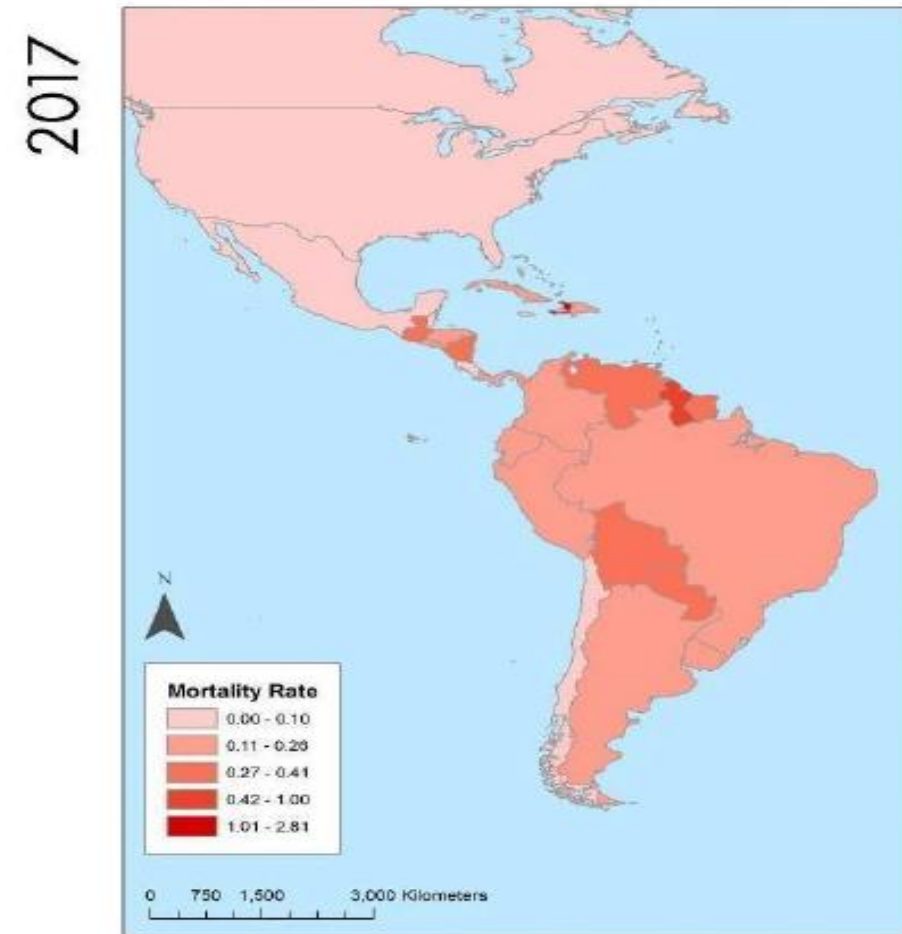 2017
N
Mortality Rate
0.00 - 0.10
0.11 - 0.26
0.27 - 0.41
0.42 - 1.00
1.01 - 2.81
0 750 1,500 3,000 Kilometers